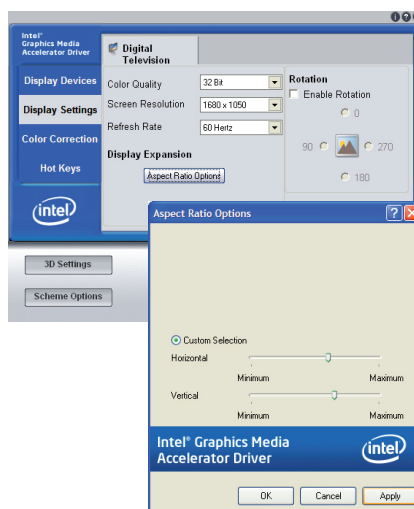 Intel®
Graphics Media
Accelerator Driver
Digital
Television
Display Devices
Display Settings
Color Correction
Hot Keys
intel
Color Quality
32 Bit
Screen Resolution
1680 x 1050
Refresh Rate
60 Hertz
Display Expansion
Aspect Ratio Options
Rotation
Enable Rotation
0
90
270
180
3D Settings
Scheme Options
Aspect Ratio Options
?
Custom Selection
Horizontal
Minimum
Maximum
Vertical
Minimum
Maximum
Intel® Graphics Media
Accelerator Driver
intel
OK
Cancel
Apply